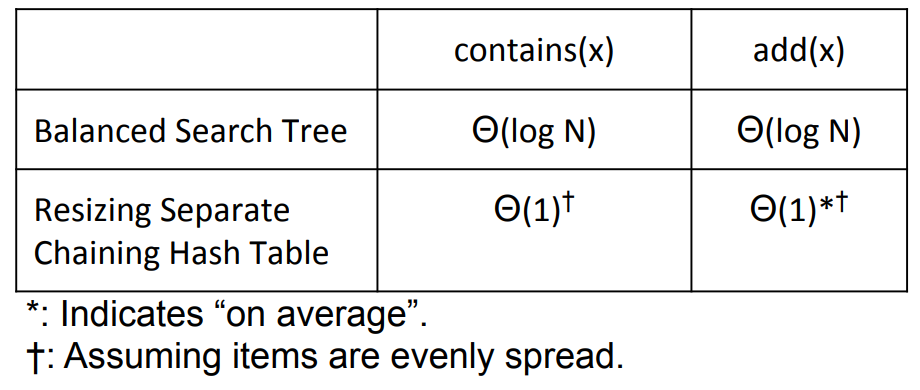 contains(x) add(x)
Balanced Search Tree Θ(log N) Θ(log N)
Resizing Separate Θ(1)† Θ(1)*†
Chaining Hash Table
*: Indicates “on average”.
†: Assuming items are evenly spread.